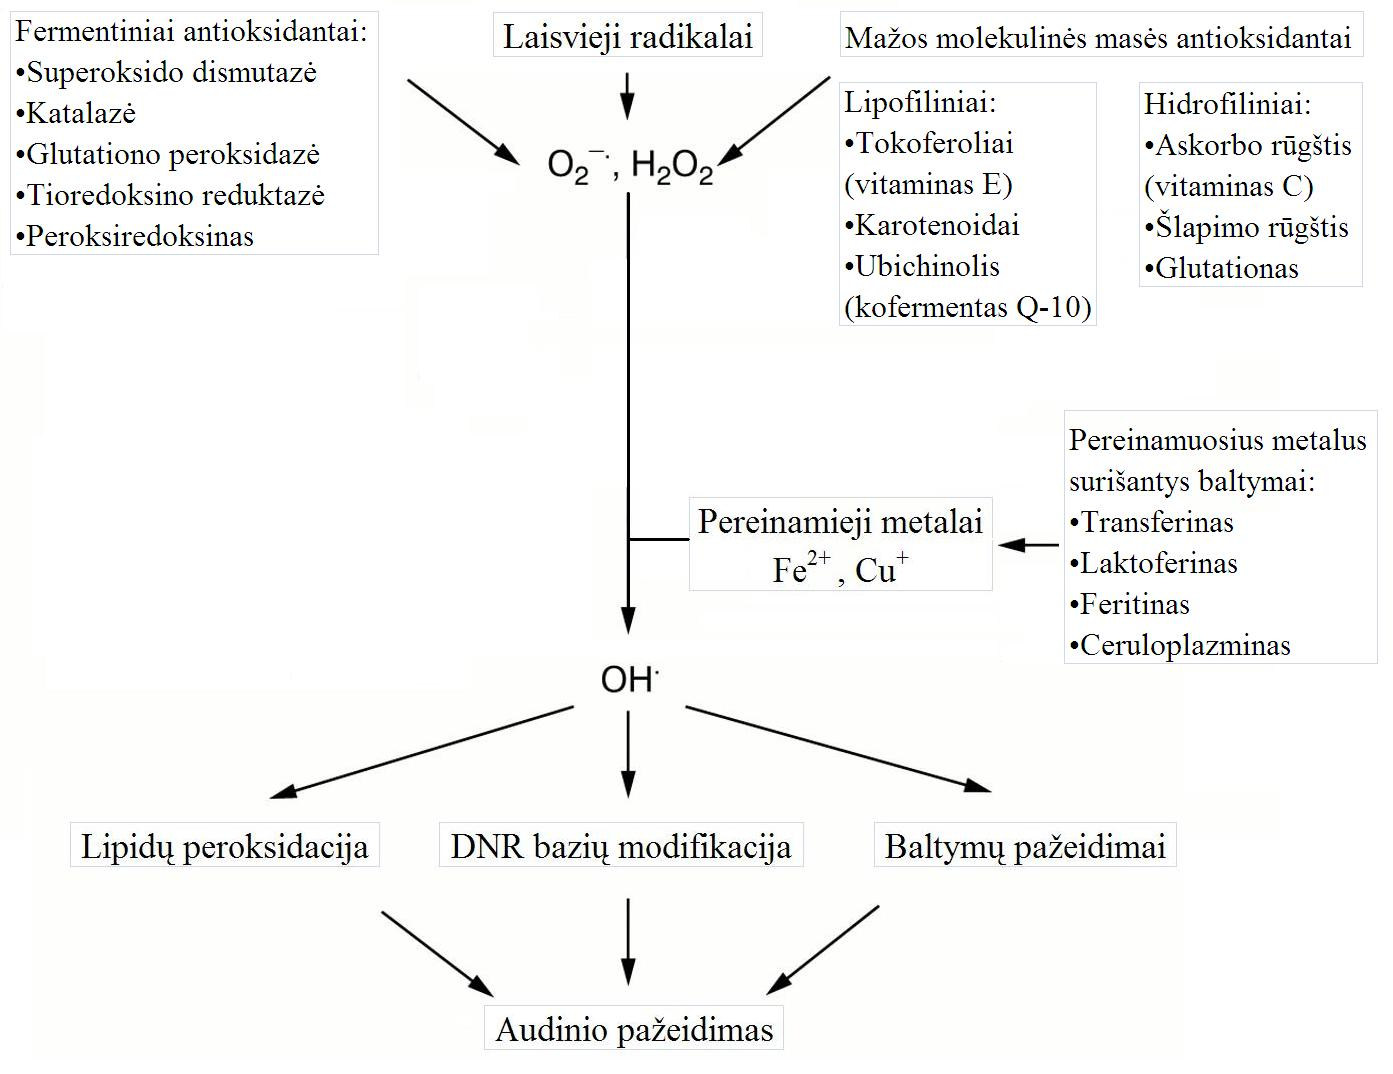 Fermentiniai antioksidantai:
•Superoksido dismutazė
•Katalazė
•Glutationo peroksidazė
•Tioredoksino reduktazė
•Peroksiredoksinas
Laisvieji radikalai
Mažos molekulinės masės antioksidantai
Lipofiliniai:
•Tokoferoliai
(vitaminas E)
•Karotenoidai
•Ubichinolis
(kofermentas Q-10)
Hidrofiliniai:
•Askorbo rūgštis
(vitaminas C)
•Šlapimo rūgštis
•Glutationas
O₂⁻·; H₂O₂
Pereinamieji metalai
Fe²⁺ , Cu⁺
Pereinamuosius metalus
surišantys baltymai:
•Transferinas
•Laktoferinas
•Feritinas
•Ceruloplazminas
OH·
Lipidų peroksidacija
DNR bazių modifikacija
Baltymų pažeidimai
Audinio pažeidimas